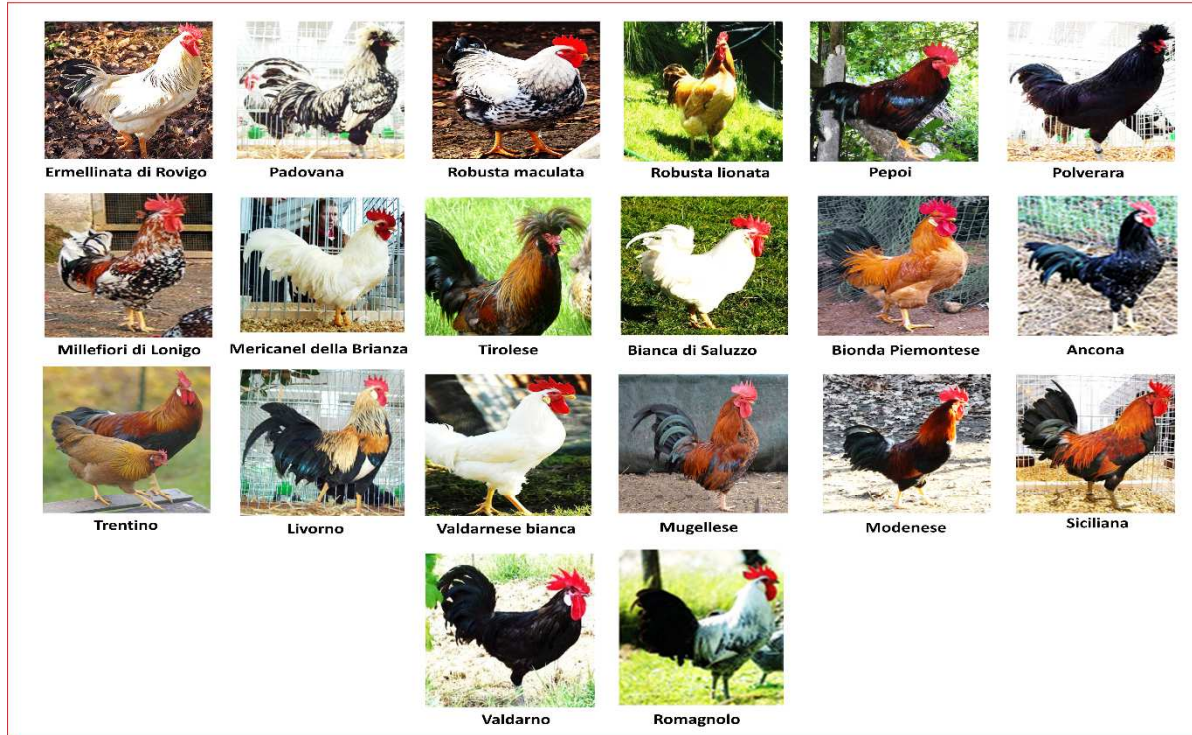 Ermellinata di Rovigo
Padovana
Robusta maculata
Robusta lionata
Pepoi
Polverara
Millefiori di Lonigo
Mericanel della Brianza
Tirolese
Bianca di Saluzzo
Bionda Piemontese
Ancona
Trentino
Livorno
Valdarnese bianca
Mugellese
Modenese
Siciliana
Valdarno
Romagnolo